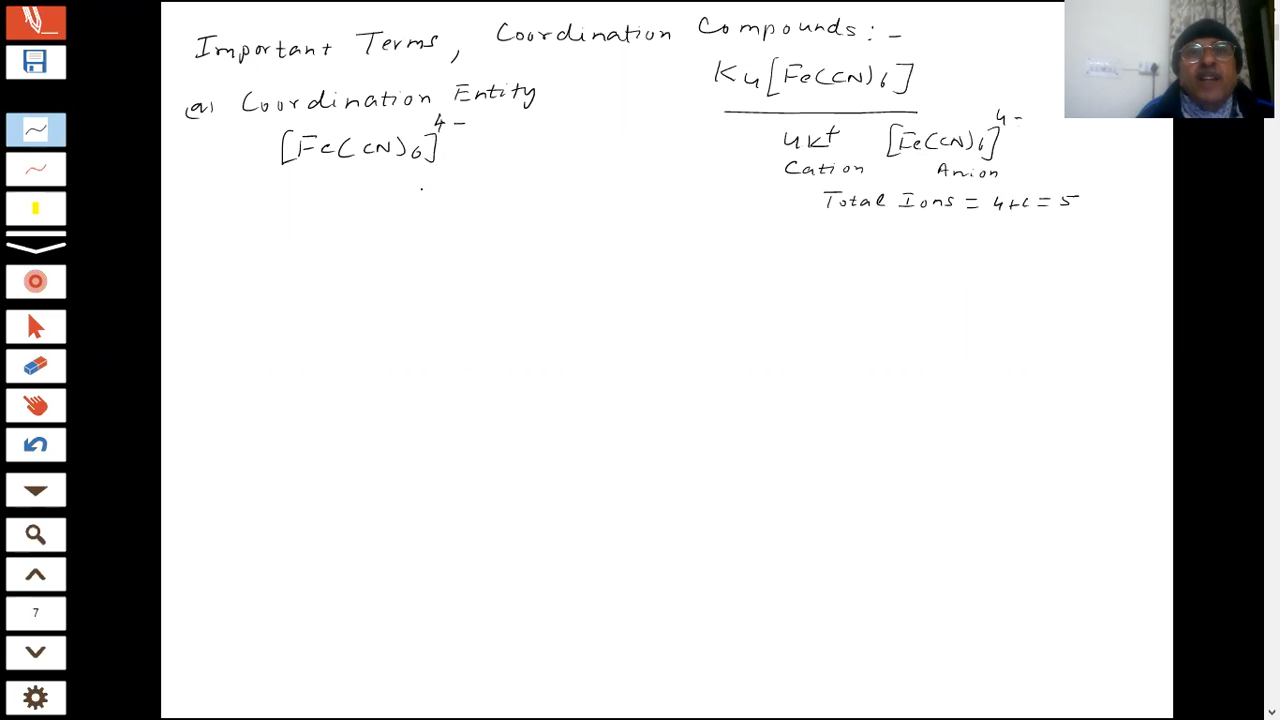 Important Terms, Coordination Compounds: -
K4[Fe(CN)6]
(a) Coordination Entity
[Fe(CN)6]4-
4K+ [Fe(CN)6]4-
Cation Anion
Total Ions = 4+1 = 5
7